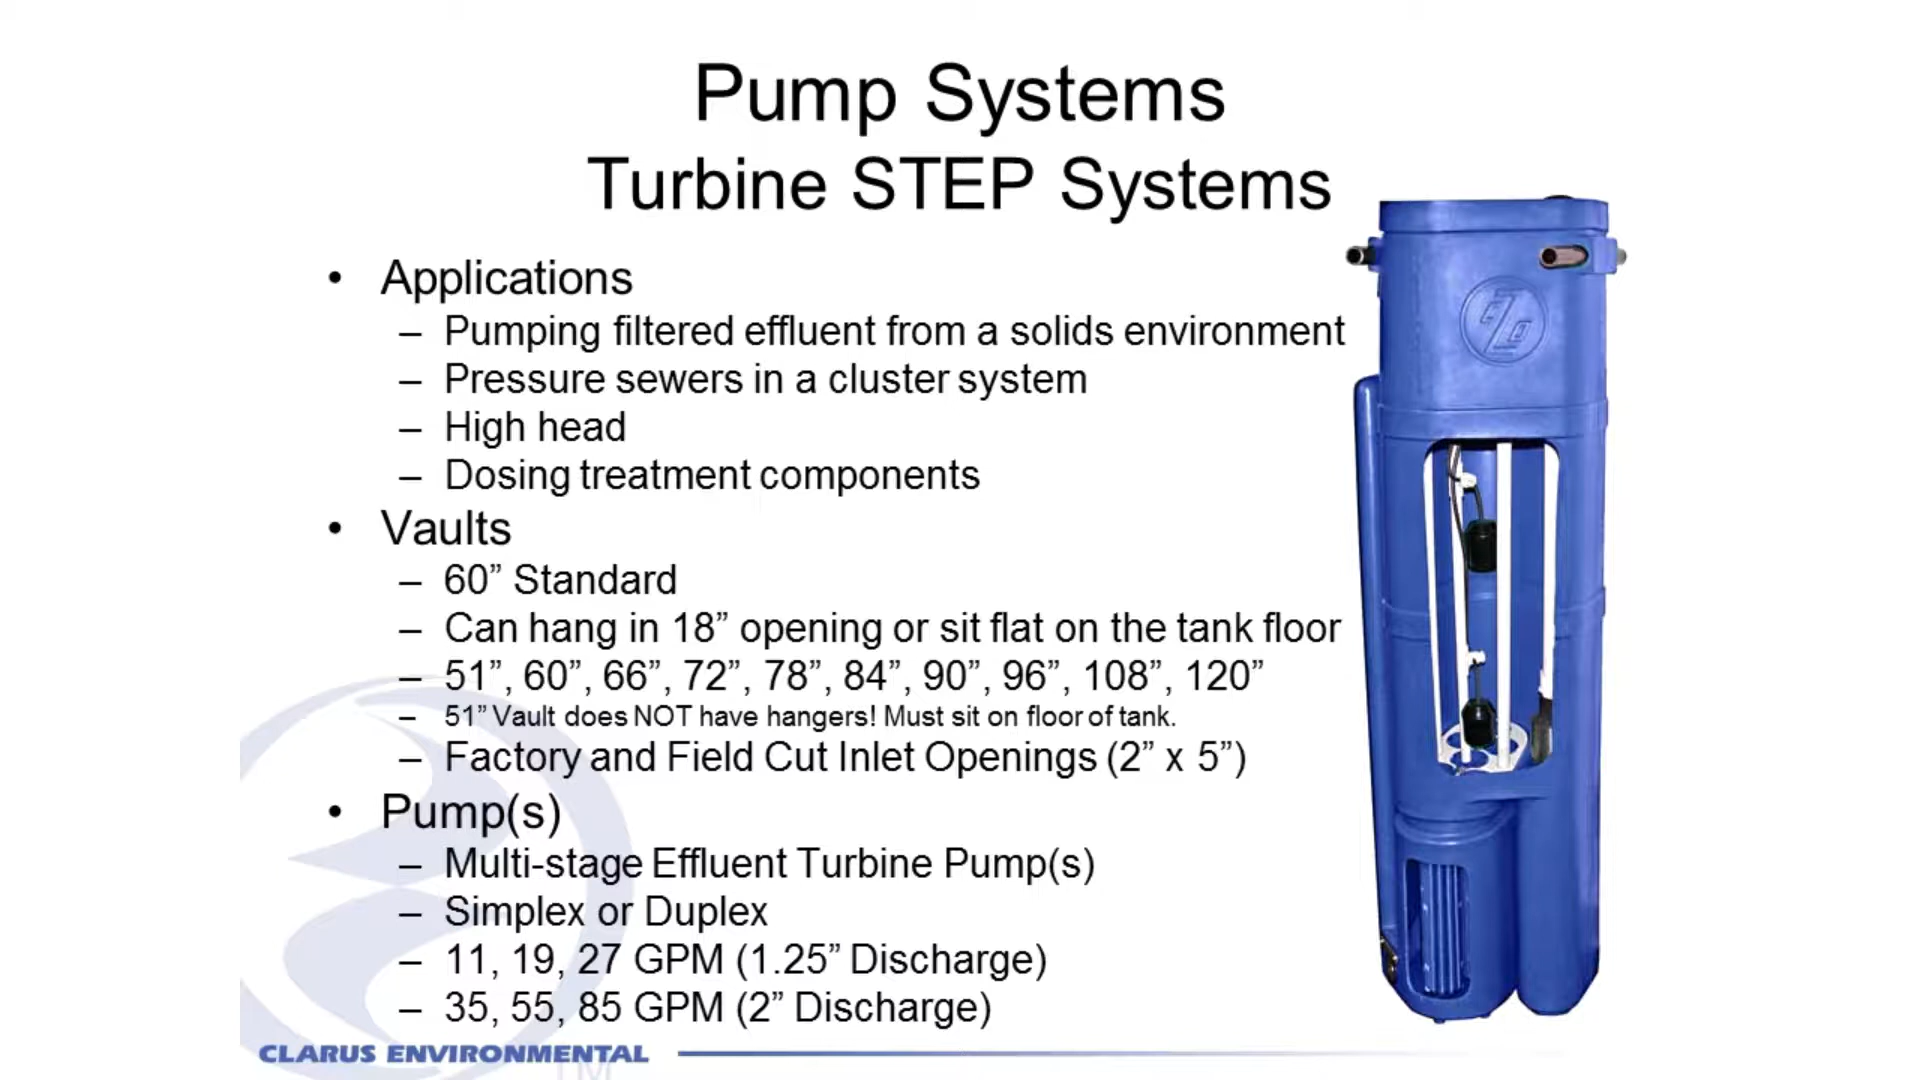 Pump Systems
Turbine STEP Systems
• Applications
– Pumping filtered effluent from a solids environment
– Pressure sewers in a cluster system
– High head
– Dosing treatment components
• Vaults
– 60” Standard
– Can hang in 18” opening or sit flat on the tank floor
– 51”, 60”, 66”, 72”, 78”, 84”, 90”, 96”, 108”, 120”
– 51” Vault does NOT have hangers! Must sit on floor of tank.
– Factory and Field Cut Inlet Openings (2” x 5”)
• Pump(s)
– Multi-stage Effluent Turbine Pump(s)
– Simplex or Duplex
– 11, 19, 27 GPM (1.25” Discharge)
– 35, 55, 85 GPM (2” Discharge)
CLARUS ENVIRONMENTAL
TM